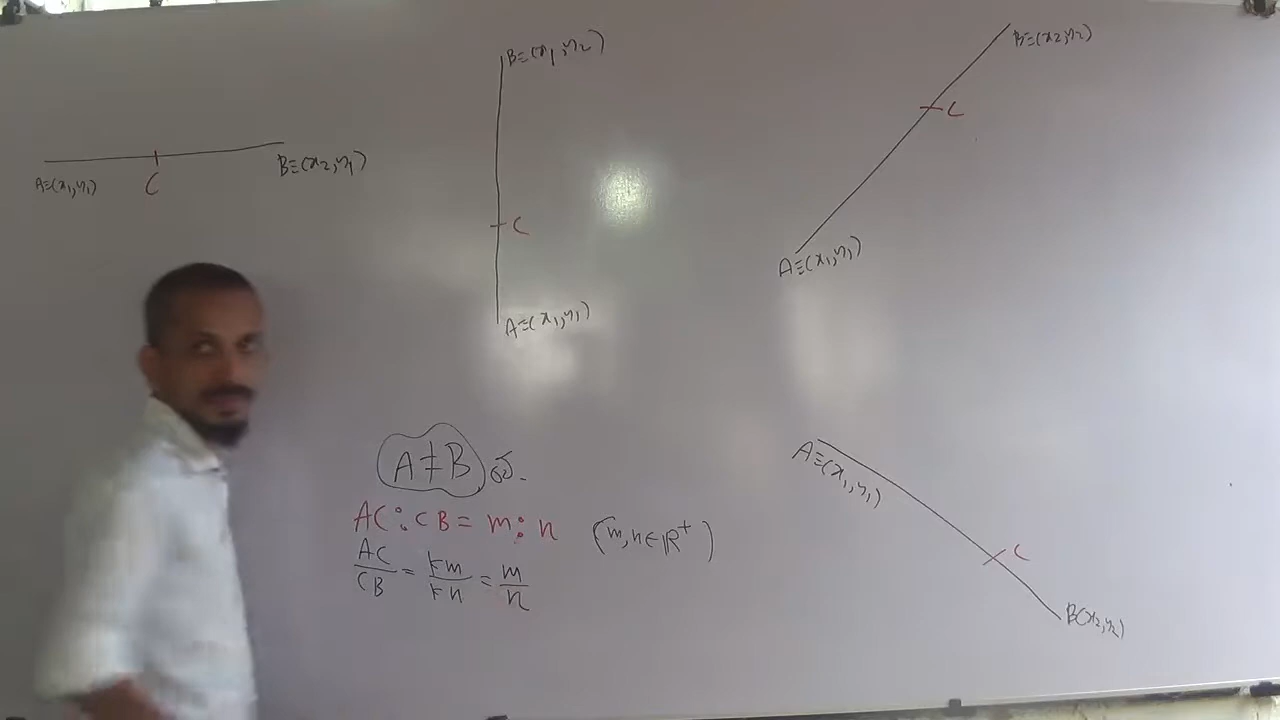 A≡(x₁,y₁)
C
B≡(x₂,y₁)
B≡(x₁,y₂)
C
A≡(x₁,y₁)
B≡(x₂,y₂)
C
A≡(x₁,y₁)
A≠B වේ.
AC:CB = m:n (m,n∈ℝ⁺)
AC/CB = km/kn = m/n
A≡(x₁,y₁)
C
B(x₂,y₂)